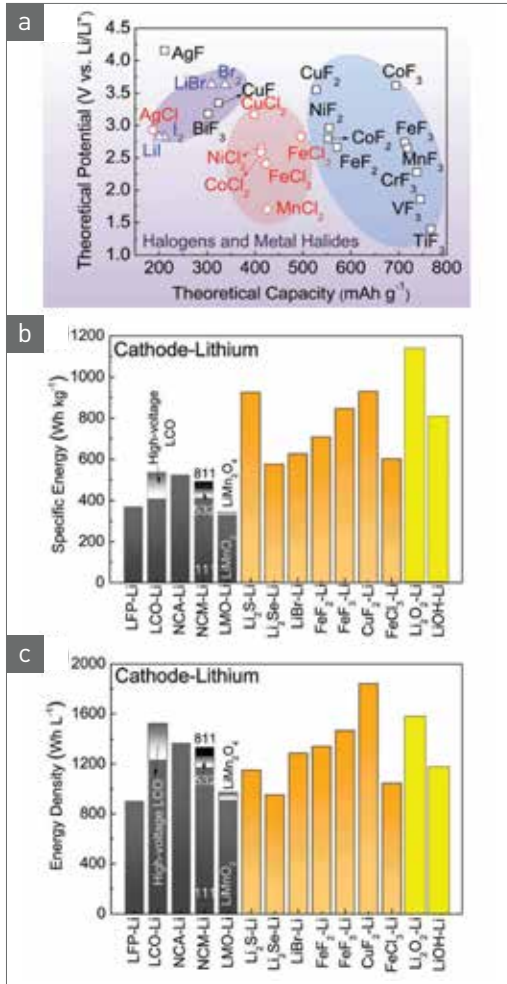 a
Theoretical Potential (V vs. Li/Li⁺)
4.5
4.0
3.5
3.0
2.5
2.0
1.5
1.0
AgF
LiBr
Br₂
CuF
BiF₃
AgCl
I₂
LiI
CuCl₂
NiCl₂
CoCl₂
FeCl₃
FeCl₃
MnCl₂
CuF₂
CoF₃
NiF₂
CoF₂
FeF₂
FeF₃
MnF₃
CrF₃
VF₃
TiF₃
Halogens and Metal Halides
200 300 400 500 600 700 800
Theoretical Capacity (mAh g⁻¹)
b
Cathode-Lithium
Specific Energy (Wh kg⁻¹)
1200
1000
800
600
400
200
0
High-voltage
LCO
811
532
111
LiMn₂O₄
LiMnO₂
LFP-Li
LCO-Li
NCA-Li
NCM-Li
LMO-Li
Li₂S-Li
Li₂Se-Li
LiBr-Li
FeF₂-Li
FeF₃-Li
CuF₂-Li
FeCl₃-Li
Li₂O₂-Li
LiOH-Li
c
Cathode-Lithium
Energy Density (Wh L⁻¹)
2000
1600
1200
800
400
0
High-voltage LCO
811
532
111
LiMn₂O₄
LiMnO₂
LFP-Li
LCO-Li
NCA-Li
NCM-Li
LMO-Li
Li₂S-Li
Li₂Se-Li
LiBr-Li
FeF₂-Li
FeF₃-Li
CuF₂-Li
FeCl₃-Li
Li₂O₂-Li
LiOH-Li